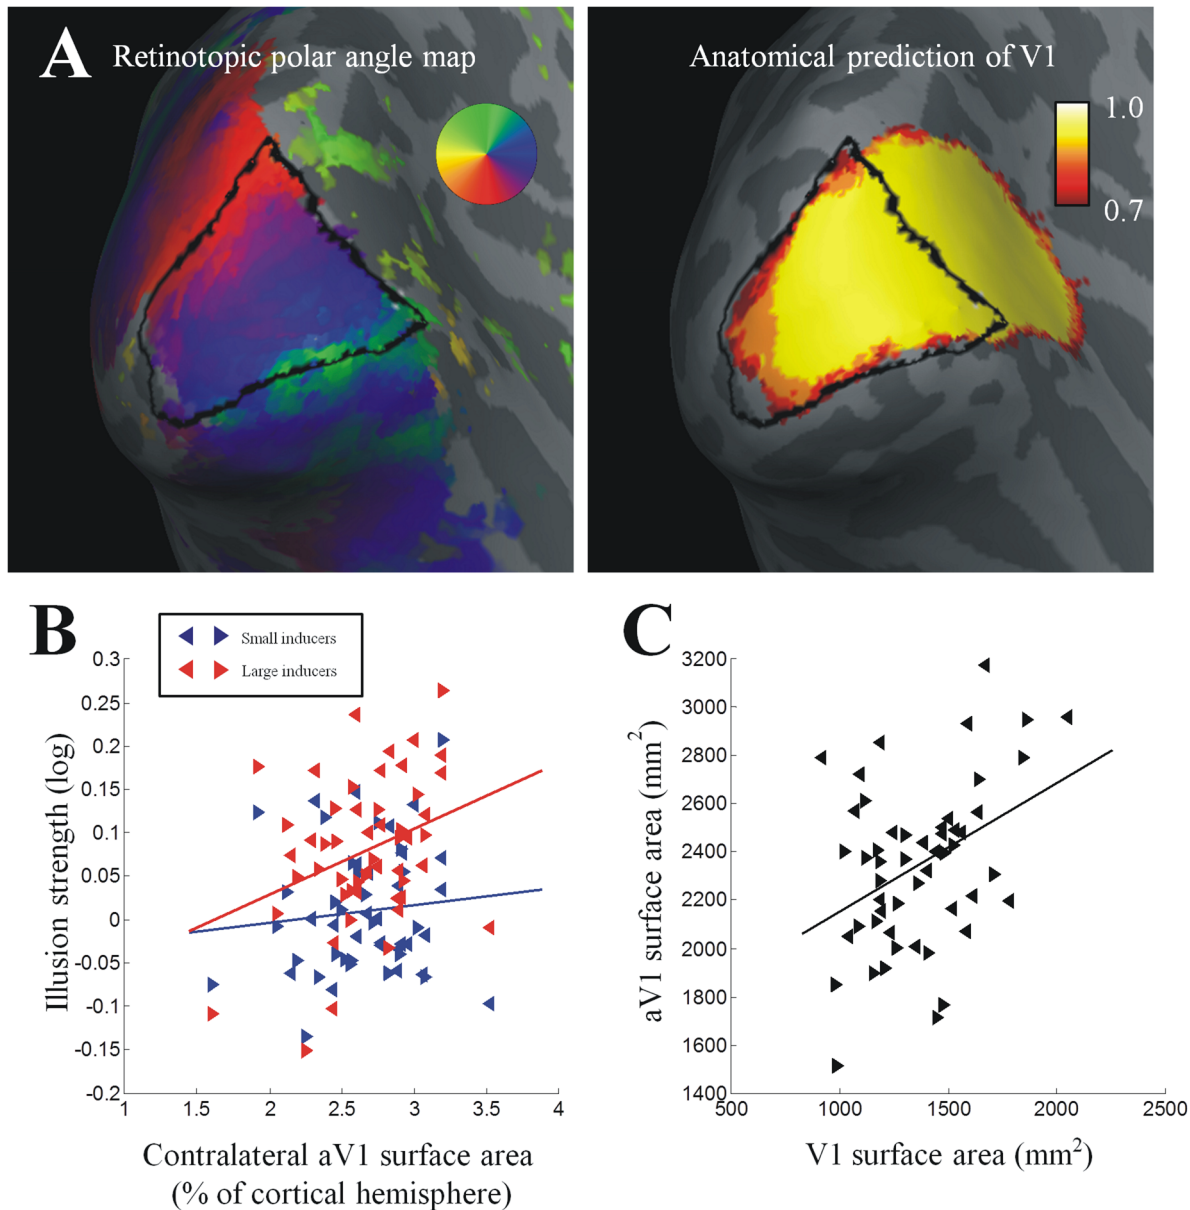 A
Retinotopic polar angle map
Anatomical prediction of V1
1.0
0.7
B
Small inducers
Large inducers
0.3
0.25
0.2
0.15
0.1
0.05
0
-0.05
-0.1
-0.15
-0.2
Illusion strength (log)
1
1.5
2
2.5
3
3.5
4
Contralateral aV1 surface area
(% of cortical hemisphere)
C
3200
3000
2800
2600
2400
2200
2000
1800
1600
1400
aV1 surface area (mm²)
500
1000
1500
2000
2500
V1 surface area (mm²)